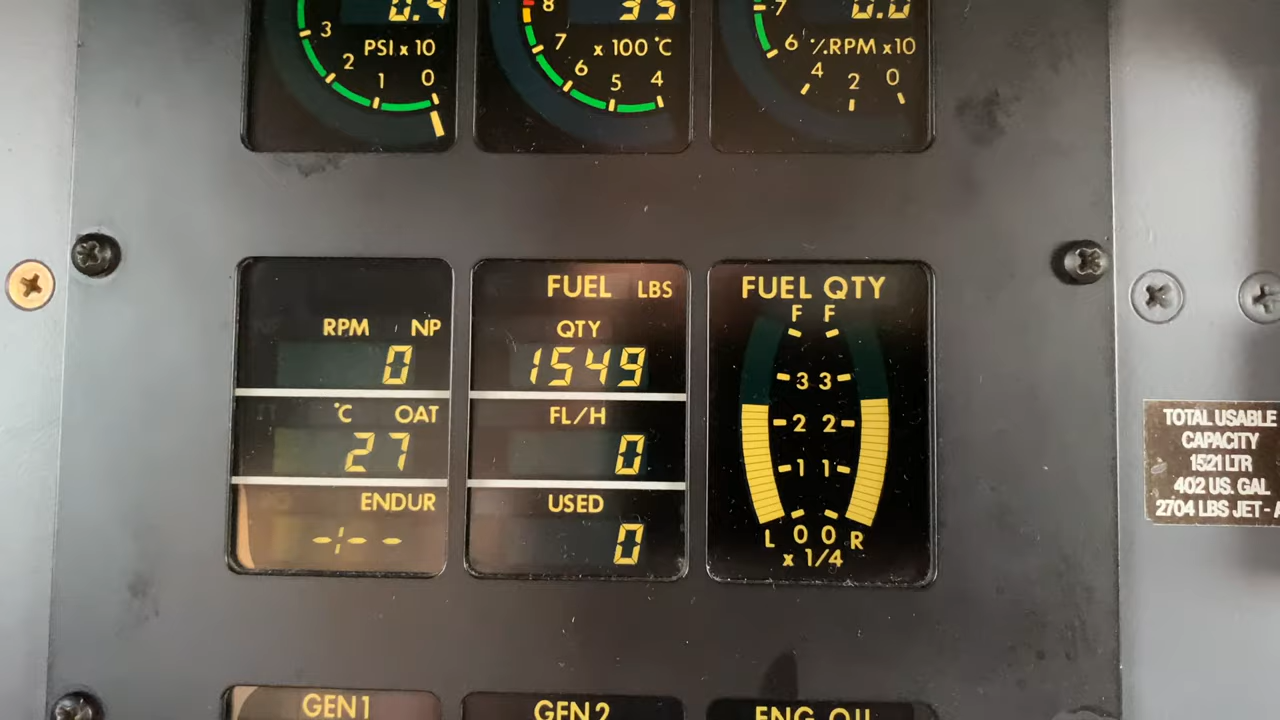 0.4
3
PSI x 10
2
1
0
8
35
7
x 100 °C
6
5
4
7
0.0
6
%RPM x10
4
2
0
RPM NP
0
°C OAT
27
ENDUR
-:--
FUEL LBS
QTY
1549
FL/H
0
USED
0
FUEL QTY
F F
3 3
2 2
1 1
L 0 0 R
x 1/4
TOTAL USABLE
CAPACITY
1521 LTR
402 US. GAL
2704 LBS JET-A
GEN1
GEN2
ENG OIL